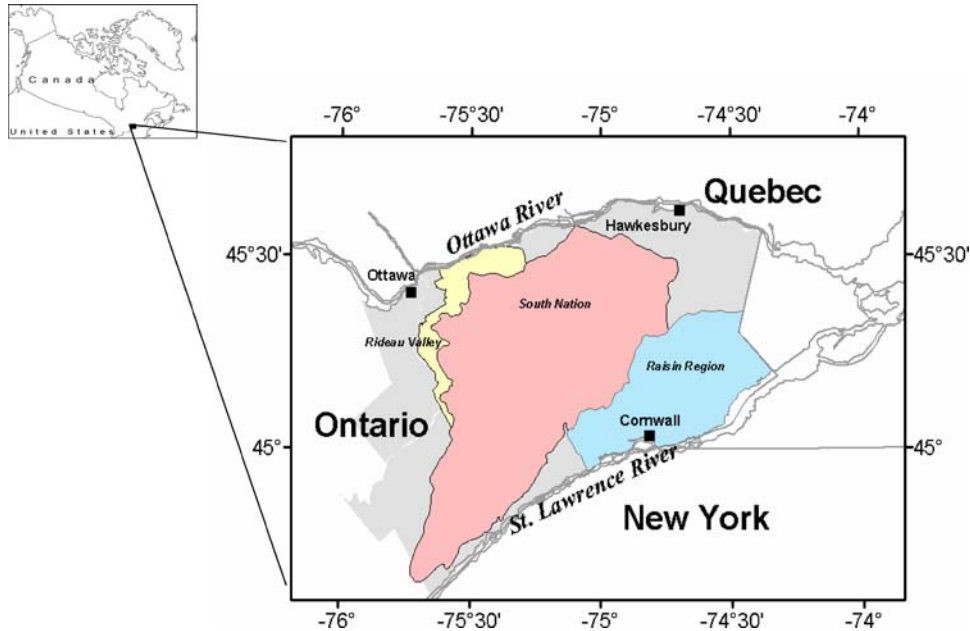 Canada
United States
-76° -75°30' -75° -74°30' -74°
Quebec
Ottawa River
Hawkesbury
45°30' 45°30'
Ottawa
South Nation
Rideau Valley
Raisin Region
Ontario
Cornwall
45° 45°
St. Lawrence River
New York
-76° -75°30' -75° -74°30' -74°